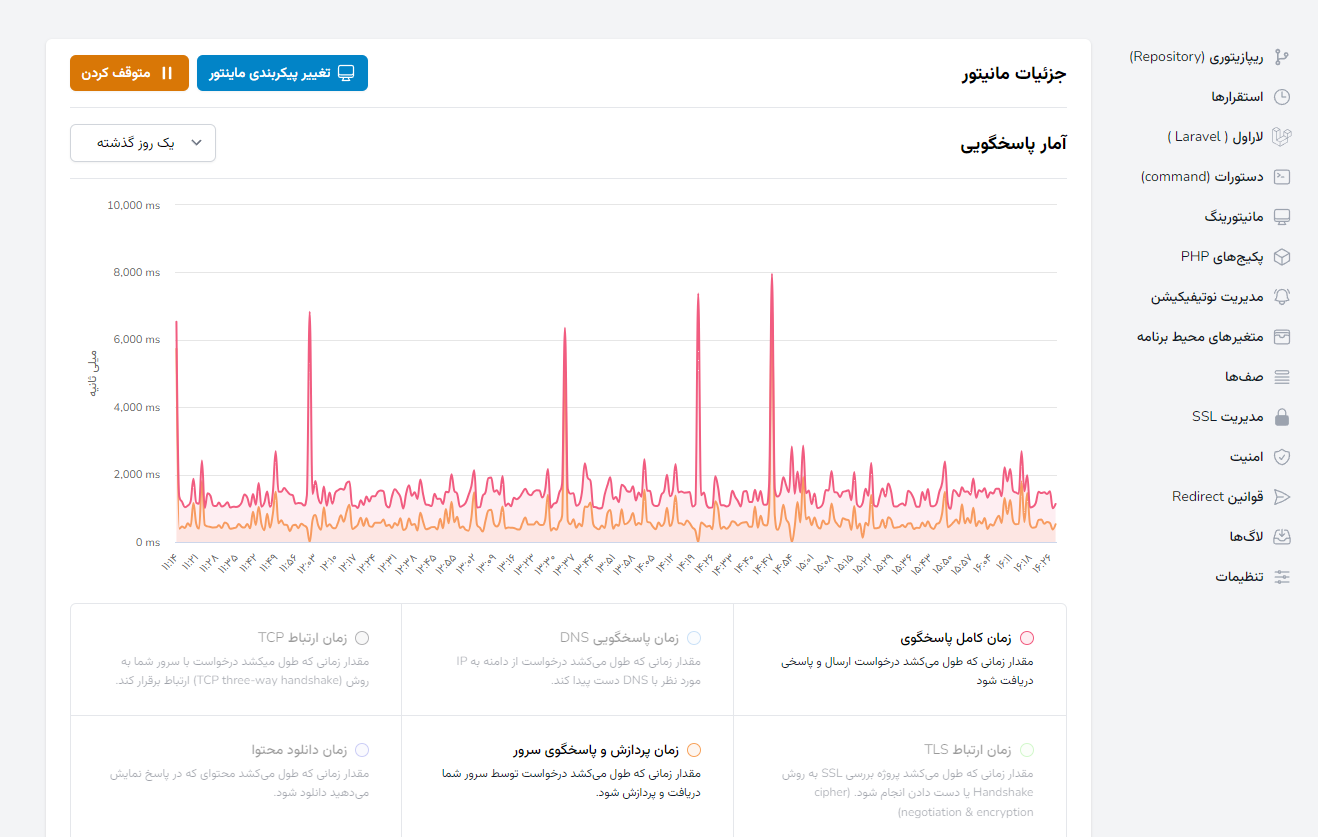 ریپازیتوری (Repository)
استقرارها
لاراول ( Laravel )
دستورات (command)
مانیتورینگ
پکیج‌های PHP
مدیریت نوتیفیکیشن
متغیرهای محیط برنامه
صف‌ها
مدیریت SSL
امنیت
قوانین Redirect
لاگ‌ها
تنظیمات
جزئیات مانیتور
تغییر پیکربندی ماینتور
متوقف کردن
آمار پاسخگویی
یک روز گذشته
10,000 ms
8,000 ms
6,000 ms
4,000 ms
2,000 ms
0 ms
میلی ثانیه
۱۱:۱۴
۱۱:۲۱
۱۱:۲۸
۱۱:۳۵
۱۱:۴۲
۱۱:۴۹
۱۱:۵۶
۱۲:۰۳
۱۲:۱۰
۱۲:۱۷
۱۲:۲۴
۱۲:۳۱
۱۲:۳۸
۱۲:۴۵
۱۲:۵۵
۱۳:۰۲
۱۳:۰۹
۱۳:۱۶
۱۳:۲۳
۱۳:۳۰
۱۳:۳۷
۱۳:۴۴
۱۳:۵۱
۱۳:۵۸
۱۴:۰۵
۱۴:۱۲
۱۴:۱۹
۱۴:۲۶
۱۴:۳۳
۱۴:۴۰
۱۴:۴۷
۱۴:۵۴
۱۵:۰۱
۱۵:۰۸
۱۵:۱۵
۱۵:۲۲
۱۵:۲۹
۱۵:۳۶
۱۵:۴۳
۱۵:۵۰
۱۵:۵۷
۱۶:۰۴
۱۶:۱۱
۱۶:۱۸
۱۶:۲۶
زمان کامل پاسخگوی
مقدار زمانی که طول می‌کشد درخواست ارسال و پاسخی
دریافت شود
زمان پاسخگویی DNS
مقدار زمانی که طول می‌کشد درخواست از دامنه به IP
مورد نظر با DNS دست پیدا کند.
زمان ارتباط TCP
مقدار زمانی که طول میکشد درخواست با سرور شما به
روش (TCP three-way handshake) ارتباط برقرار کند.
زمان ارتباط TLS
مقدار زمانی که طول می‌کشد پروژه بررسی SSL به روش
Handshake یا دست دادن انجام شود. (cipher
negotiation & encryption)
زمان پردازش و پاسخگوی سرور
مقدار زمانی که طول می‌کشد درخواست توسط سرور شما
دریافت و پردازش شود.
زمان دانلود محتوا
مقدار زمانی که طول می‌کشد محتوای که در پاسخ نمایش
می‌دهید دانلود شود.